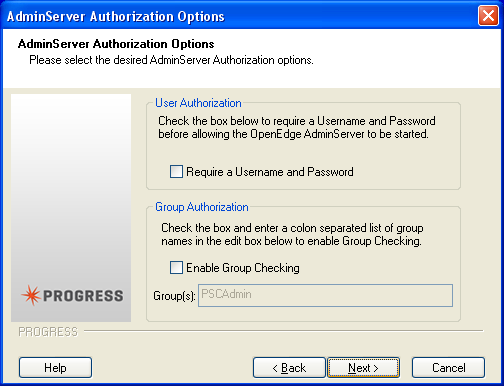 AdminServer Authorization Options
AdminServer Authorization Options
Please select the desired AdminServer Authorization options.
User Authorization
Check the box below to require a Username and Password
before allowing the OpenEdge AdminServer to be started.
Require a Username and Password
Group Authorization
Check the box and enter a colon separated list of group
names in the edit box below to enable Group Checking.
Enable Group Checking
Group(s): PSCAdmin
PROGRESS
PROGRESS
Help
< Back
Next >
Cancel